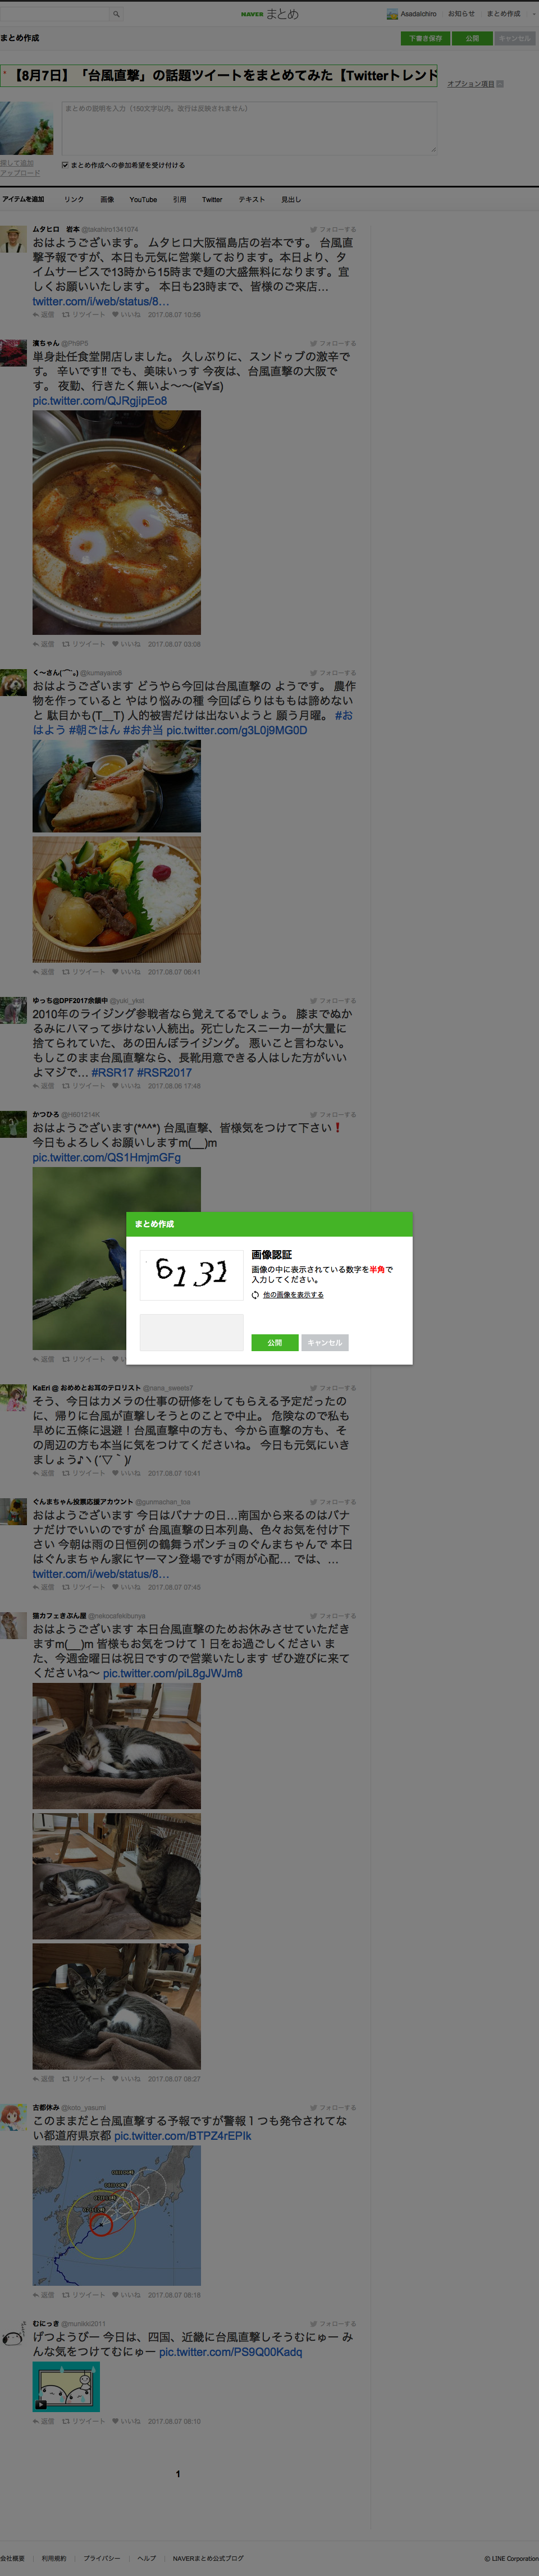 NAVER まとめ
AsadaIchiro
お知らせ
まとめ作成
まとめ作成
下書き保存
公開
キャンセル
【8月7日】「台風直撃」の話題ツイートをまとめてみた【Twitterトレンド
オプション項目
まとめの説明を入力（160文字以内。改行は反映されません）
探して追加
アップロード
まとめ作成への参加希望を受け付ける
アイテムを追加
リンク
画像
YouTube
引用
Twitter
テキスト
見出し
ムタヒロ 岩本 @takahiro1341074
フォローする
おはようございます。 ムタヒロ大阪福島店の岩本です。 台風直
撃予報ですが、本日も元気に営業しております。本日より、タ
イムサービスで13時から15時まで麺の大盛無料になります。宜
しくお願いいたします。 本日も23時まで、皆様のご来店…
twitter.com/i/web/status/8…
返信 リツイート いいね 2017.08.07 10:56
濱ちゃん
フォローする
単身赴任食堂開店しました。 久しぶりに、スンドゥブの激辛で
す。 辛いです!! でも、美味いっす 今夜は、台風直撃の大阪で
す。 夜勤、行きたく無いよ〜〜(≧∀≦)
pic.twitter.com/QJRgjipEo8
返信 リツイート いいね 2017.08.07 03:08
フォローする
おはようございます どうやら今回は台風直撃の ようです。 農作
物を作っていると やはり悩みの種 今回ばらりはももは諦めない
と 駄目かも(T__T) 人的被害だけは出ないようと 願う月曜。 #お
はよう #朝ごはん #お弁当 pic.twitter.com/g3L0j9MG0D
返信 リツイート いいね 2017.08.07 06:41
ゆっち@DPF2017余韻中 @yuki_ykst
フォローする
2010年のライジング参戦者なら覚えてるでしょう。 膝までぬか
るみにハマって歩けない人続出。死亡したスニーカーが大量に
捨てられていた、あの田んぼライジング。 悪いこと言わない。
もしこのまま台風直撃なら、長靴用意できる人はした方がいい
よマジで… #RSR17 #RSR2017
返信 リツイート いいね 2017.08.06 17:48
かつひろ @H601214K
フォローする
おはようございます(*^^*) 台風直撃、皆様気をつけて下さい❗
今日もよろしくお願いしますm(__)m
pic.twitter.com/QS1HmjmGFg
まとめ作成
6131
画像認証
画像の中に表示されている数字を半角で
入力してください。
他の画像を表示する
公開
キャンセル
KaEri @ おめめとお耳のテロリスト @nana_sweets7
フォローする
そう、今日はカメラの仕事の研修をしてもらえる予定だったの
に、帰りに台風が直撃しそうとのことで中止。 危険なので私も
早めに五條に退避！台風直撃中の方も、今から直撃の方も、そ
の周辺の方も本当に気をつけてくださいね。 今日も元気にいき
ましょう♪ヽ(´▽｀)/
返信 リツイート いいね 2017.08.07 10:41
ぐんまちゃん投票応援アカウント @gunmachan_toa
フォローする
おはようございます 今日はバナナの日…南国から来るのはバナ
ナだけでいいのですが 台風直撃の日本列島、色々お気を付け下
さい 今朝は雨の日恒例の鶴舞うポンチョのぐんまちゃんで 本日
はぐんまちゃん家にヤーマン登場ですが雨が心配… では、…
twitter.com/i/web/status/8…
返信 リツイート いいね 2017.08.07 07:45
猫カフェきぶん屋 @nekocafekibunya
フォローする
おはようございます 本日台風直撃のためお休みさせていただき
ますm(__)m 皆様もお気をつけて１日をお過ごしください ま
た、今週金曜日は祝日ですので営業いたします ぜひ遊びに来て
くださいね〜 pic.twitter.com/piL8gJWJm8
返信 リツイート いいね 2017.08.07 08:27
古都休み @koto_yasumi
フォローする
このままだと台風直撃する予報ですが警報１つも発令されてな
い都道府県京都 pic.twitter.com/BTPZ4rEPIk
返信 リツイート いいね 2017.08.07 08:18
むにっき @munikki2011
フォローする
げつようびー 今日は、四国、近畿に台風直撃しそうむにゅー み
んな気をつけてむにゅー pic.twitter.com/PS9Q00Kadq
返信 リツイート いいね 2017.08.07 08:10
1
会社概要
利用規約
プライバシー
ヘルプ
NAVERまとめ公式ブログ
© LINE Corporation